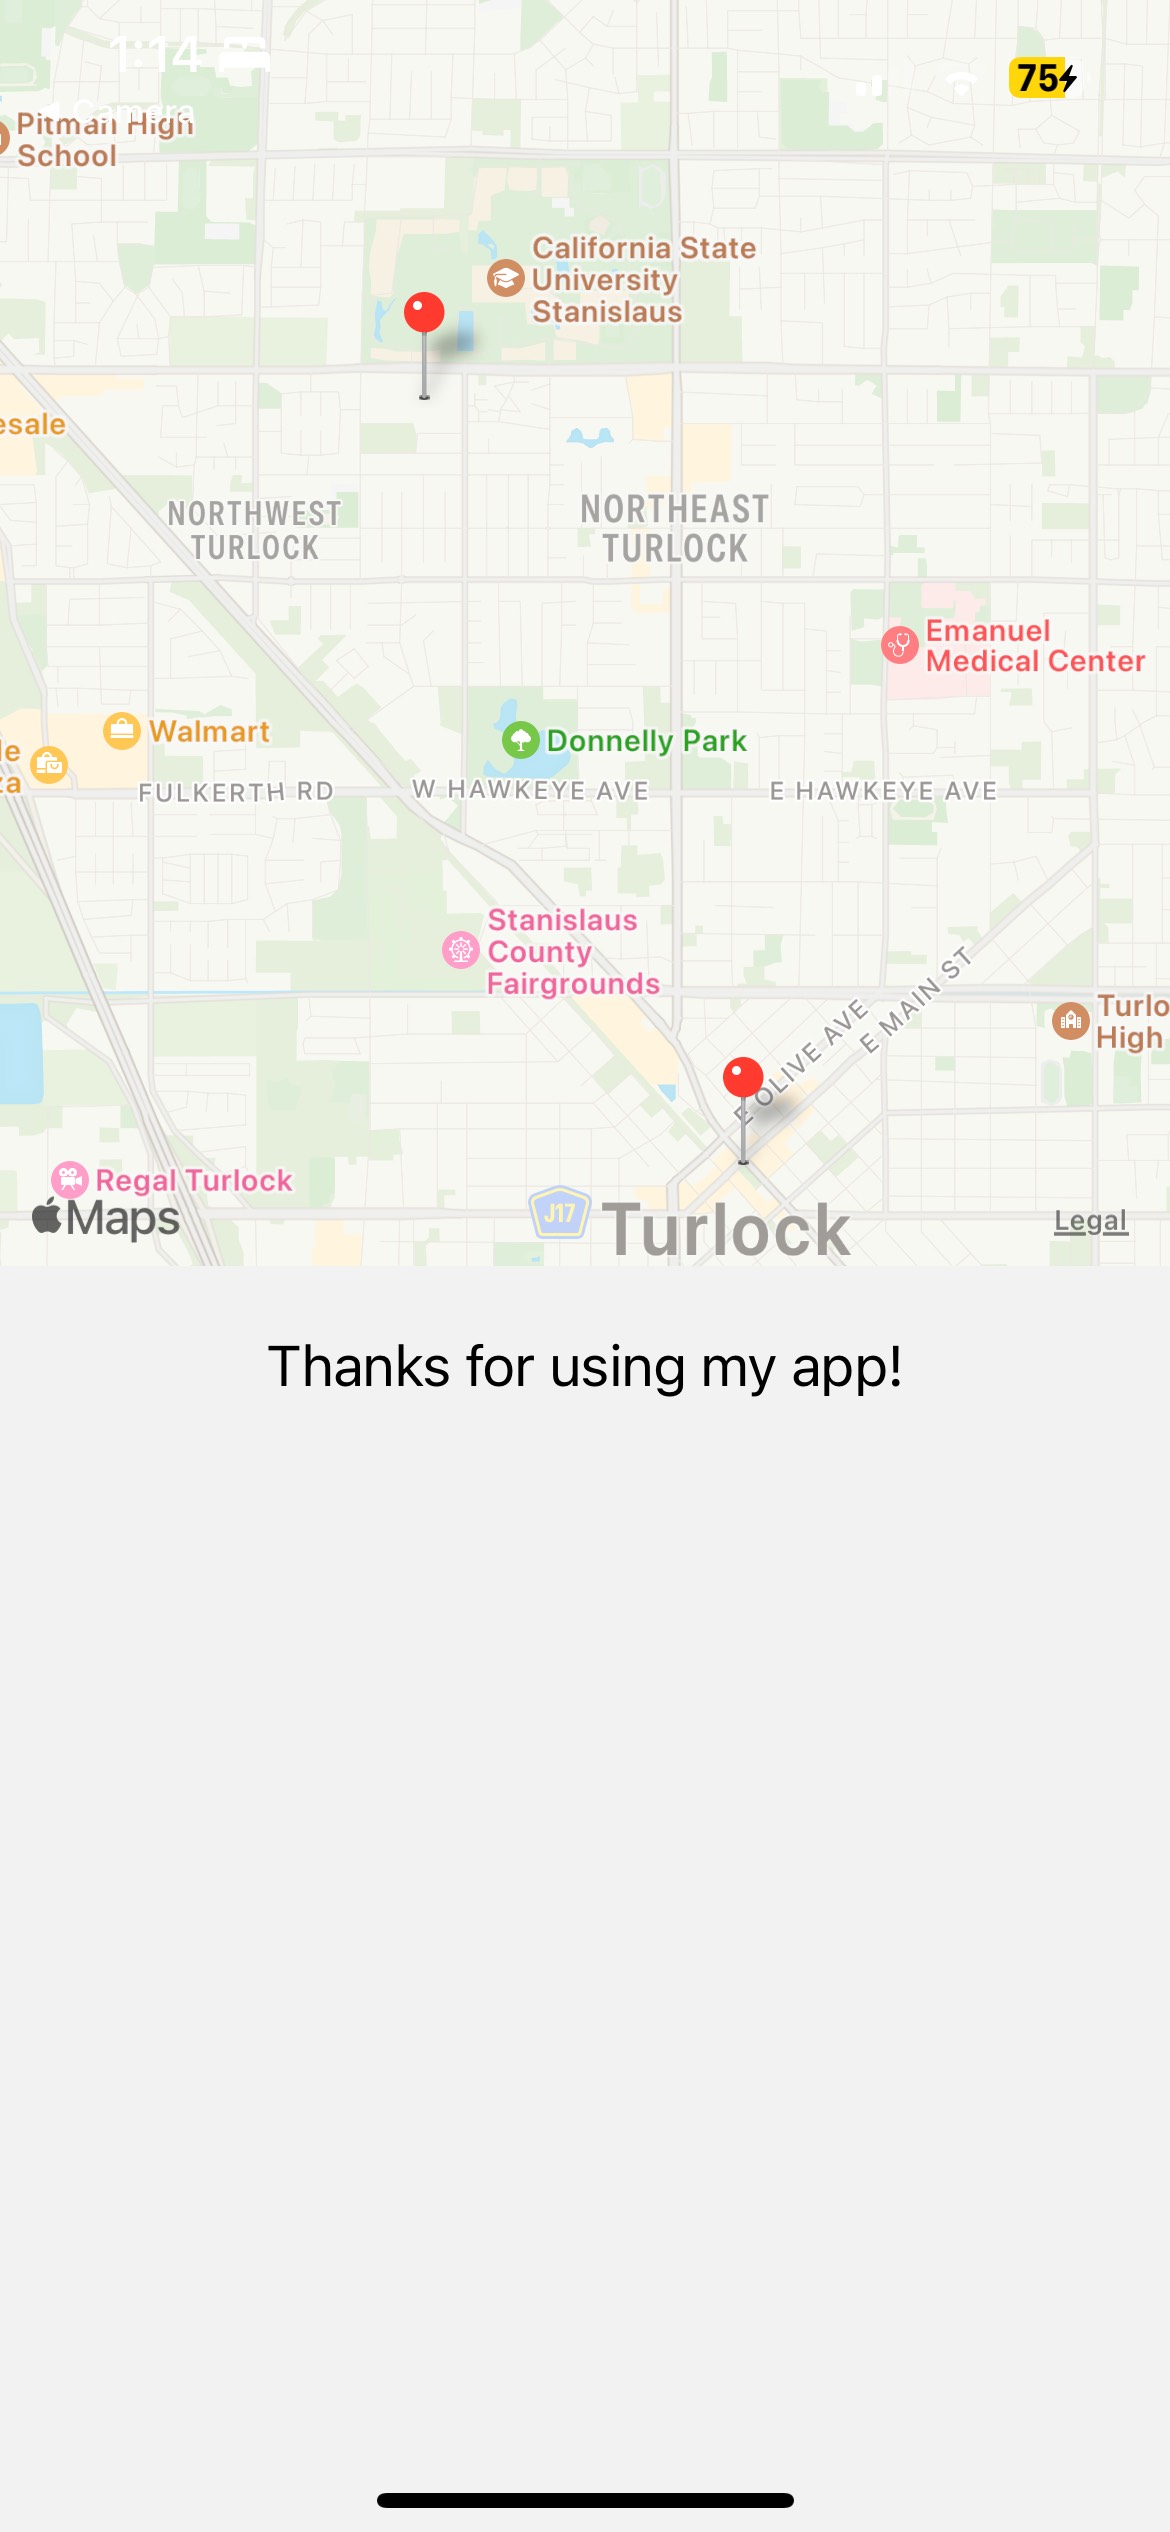 1:14
75
Camera
Pitman High
School
California State
University
Stanislaus
esale
NORTHWEST
TURLOCK
NORTHEAST
TURLOCK
Emanuel
Medical Center
Walmart
Donnelly Park
le
za
FULKERTH RD
W HAWKEYE AVE
E HAWKEYE AVE
Stanislaus
County
Fairgrounds
E MAIN ST
E OLIVE AVE
Turlo
High
Regal Turlock
Maps
J17
Turlock
Legal
Thanks for using my app!